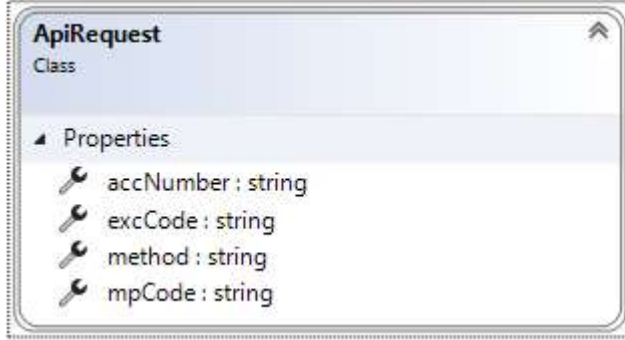 ApiRequest
Class
Properties
accNumber : string
excCode : string
method : string
mpCode : string